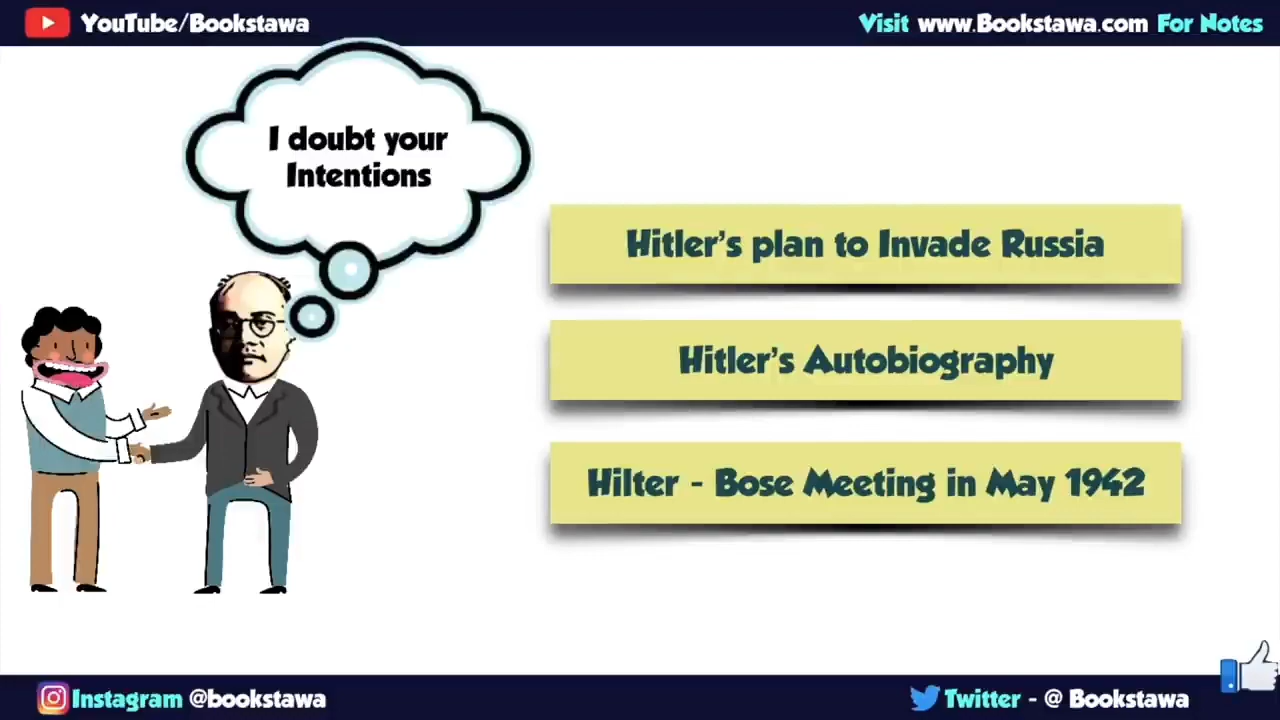 YouTube/Bookstawa
Visit www.Bookstawa.com For Notes
I doubt your
Intentions
Hitler's plan to Invade Russia
Hitler's Autobiography
Hilter - Bose Meeting in May 1942
Instagram @bookstawa
Twitter - @ Bookstawa